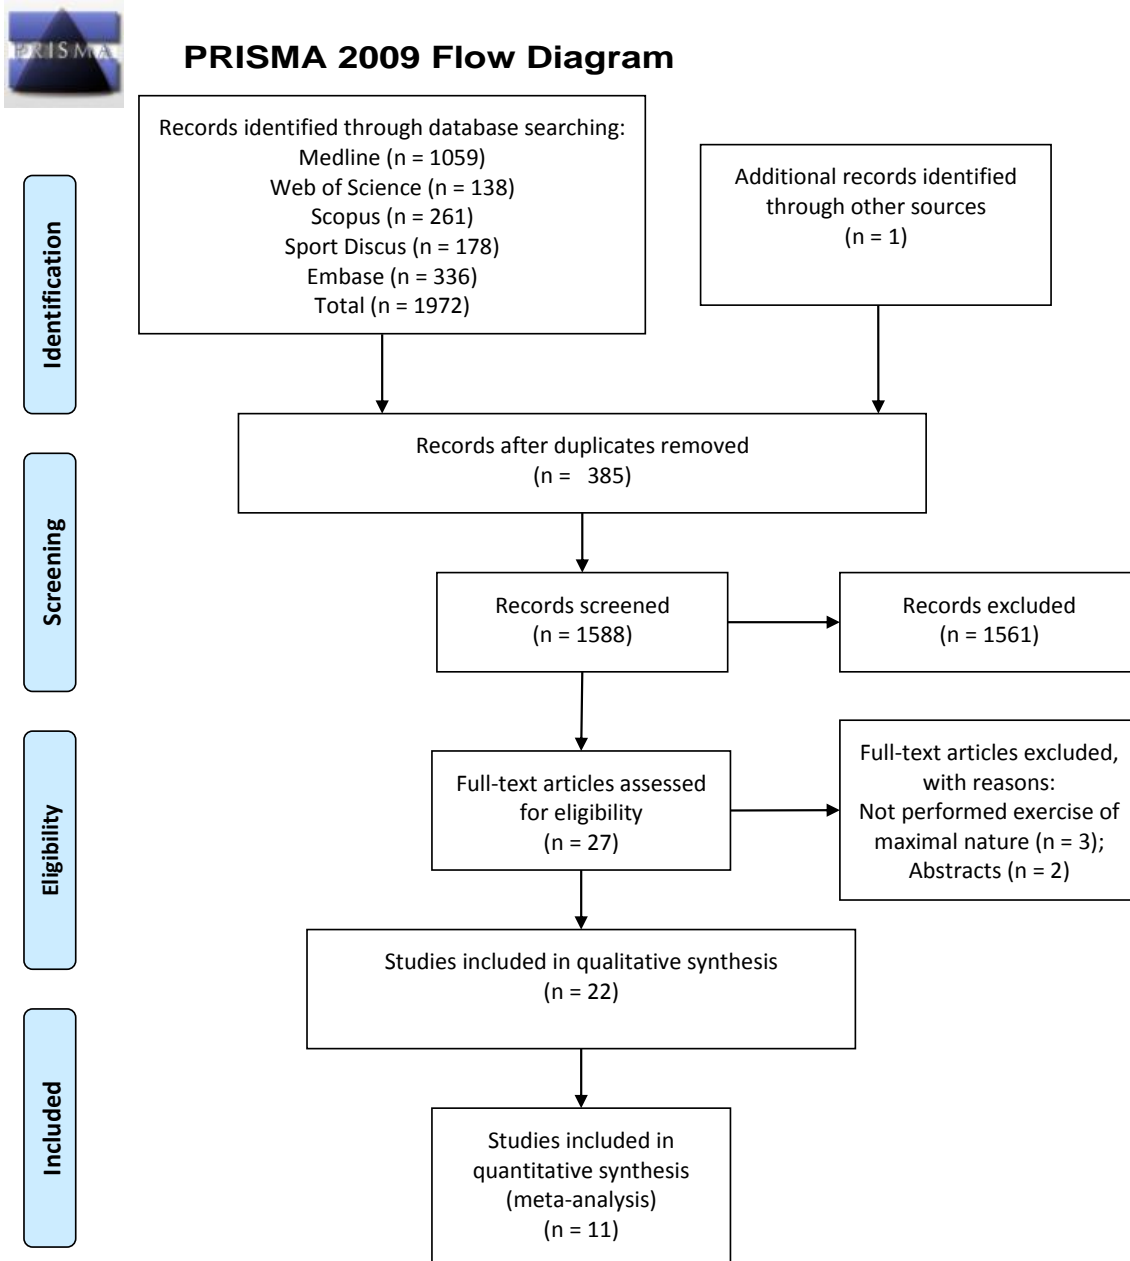 PRISMA
PRISMA 2009 Flow Diagram
Records identified through database searching:
Medline (n = 1059)
Web of Science (n = 138)
Scopus (n = 261)
Sport Discus (n = 178)
Embase (n = 336)
Total (n = 1972)
Additional records identified
through other sources
(n = 1)
Identification
Records after duplicates removed
(n = 385)
Screening
Records screened
(n = 1588)
Records excluded
(n = 1561)
Eligibility
Full-text articles assessed
for eligibility
(n = 27)
Full-text articles excluded,
with reasons:
Not performed exercise of
maximal nature (n = 3);
Abstracts (n = 2)
Studies included in qualitative synthesis
(n = 22)
Included
Studies included in
quantitative synthesis
(meta-analysis)
(n = 11)